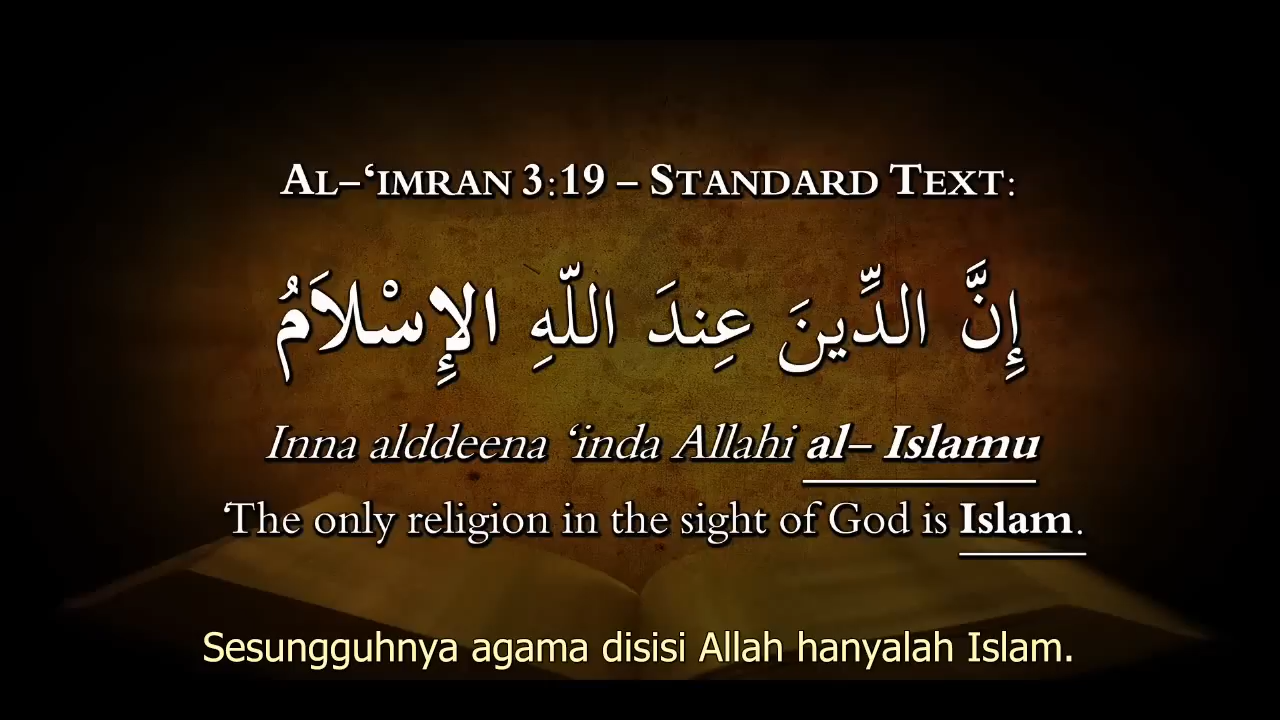 AL–‘IMRAN 3:19 – STANDARD TEXT:
إِنَّ الدِّينَ عِندَ اللّهِ الإِسْلاَمُ
Inna alddeena ‘inda Allahi al– Islamu
‘The only religion in the sight of God is Islam.
Sesungguhnya agama disisi Allah hanyalah Islam.